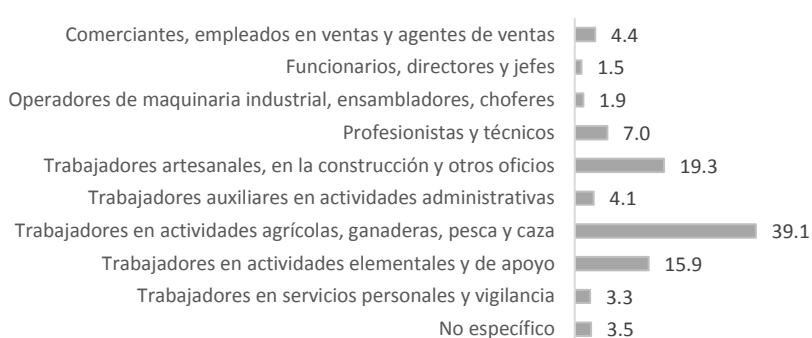 Comerciantes, empleados en ventas y agentes de ventas 4.4
Funcionarios, directores y jefes 1.5
Operadores de maquinaria industrial, ensambladores, choferes 1.9
Profesionistas y técnicos 7.0
Trabajadores artesanales, en la construcción y otros oficios 19.3
Trabajadores auxiliares en actividades administrativas 4.1
Trabajadores en actividades agrícolas, ganaderas, pesca y caza 39.1
Trabajadores en actividades elementales y de apoyo 15.9
Trabajadores en servicios personales y vigilancia 3.3
No específico 3.5